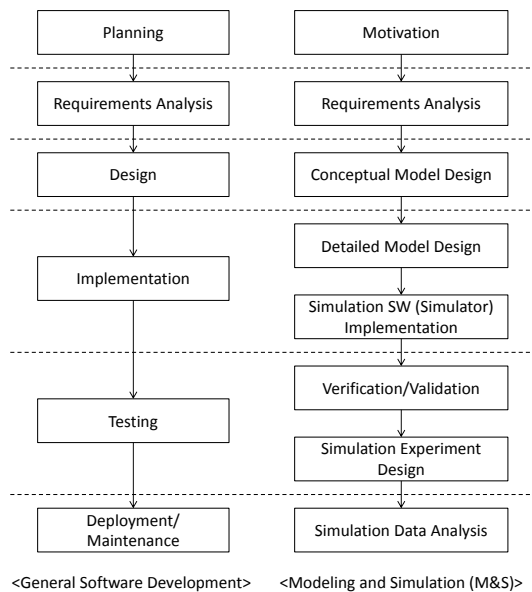 Planning
Motivation
Requirements Analysis
Requirements Analysis
Design
Conceptual Model Design
Detailed Model Design
Implementation
Simulation SW (Simulator)
Implementation
Verification/Validation
Testing
Simulation Experiment
Design
Deployment/
Maintenance
Simulation Data Analysis
<General Software Development>
<Modeling and Simulation (M&S)>